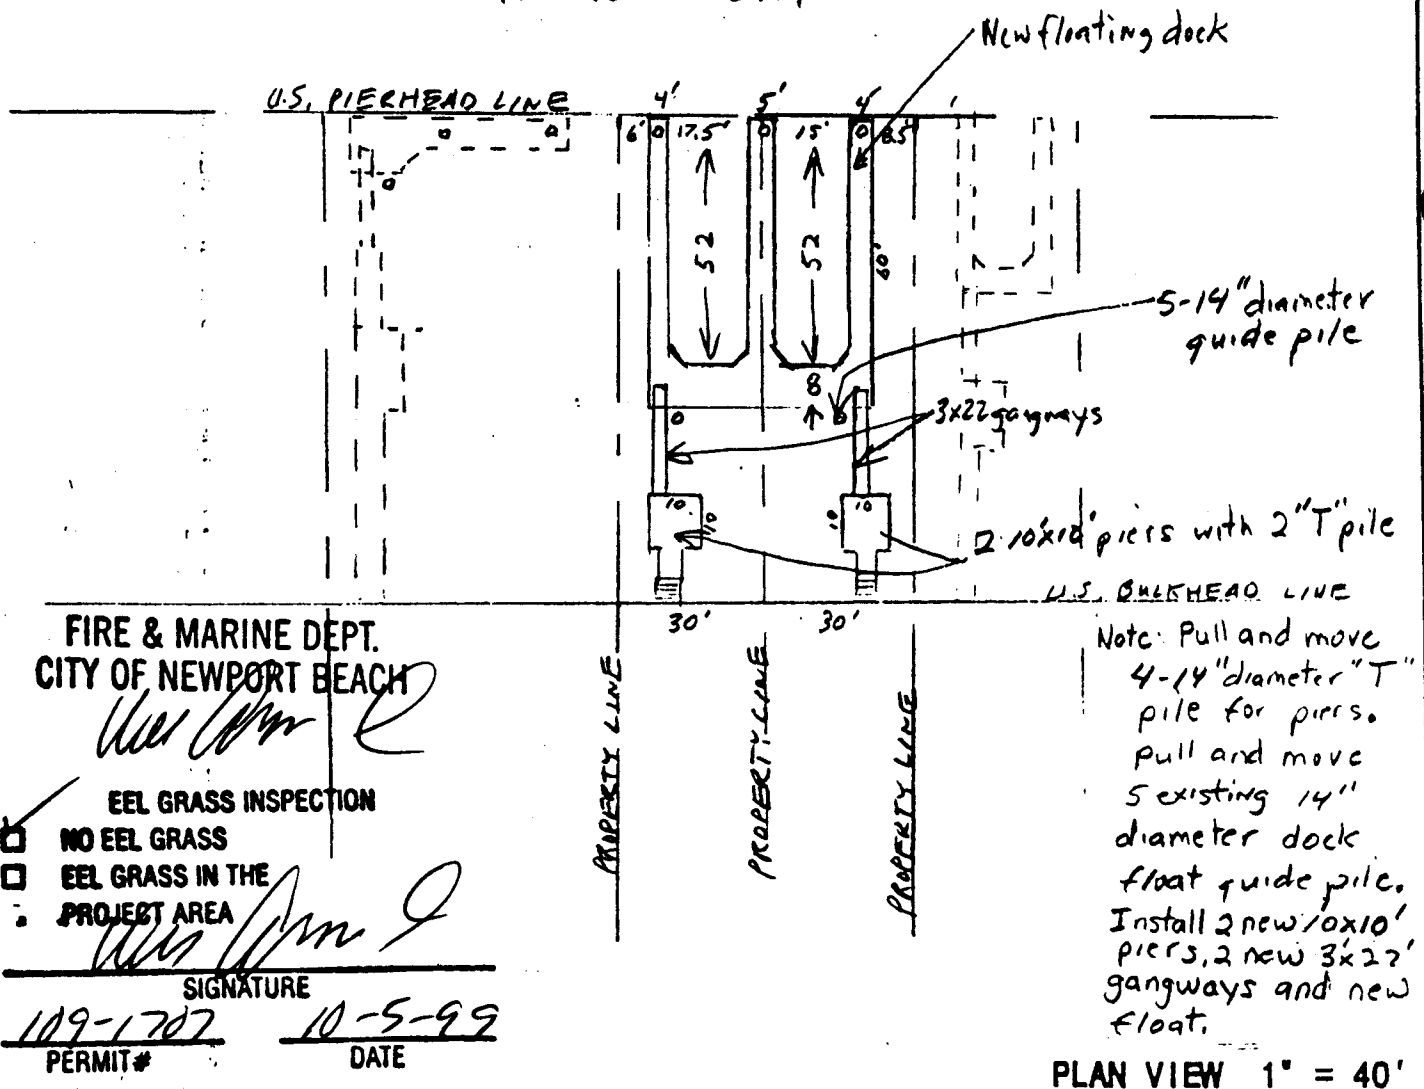 New floating dock
U.S. PIERHEAD LINE
4'
5'
4'
6'
17.5'
15'
8.5'
52
52
60'
5-14" diameter
guide pile
8
3x22 gangways
10
10
10
10
2-10'x10' piers with 2 "T" pile
U.S. BULKHEAD LINE
30'
30'
PROPERTY LINE
PROPERTY LINE
PROPERTY LINE
Note: Pull and move
4-14" diameter "T"
pile for piers.
Pull and move
5 existing 14"
diameter dock
float guide pile.
Install 2 new 10x10'
piers, 2 new 3'x22'
gangways and new
float.
FIRE & MARINE DEPT.
CITY OF NEWPORT BEACH
EEL GRASS INSPECTION
NO EEL GRASS
EEL GRASS IN THE
PROJECT AREA
SIGNATURE
109-1707 10-5-99
PERMIT# DATE
PLAN VIEW 1" = 40'